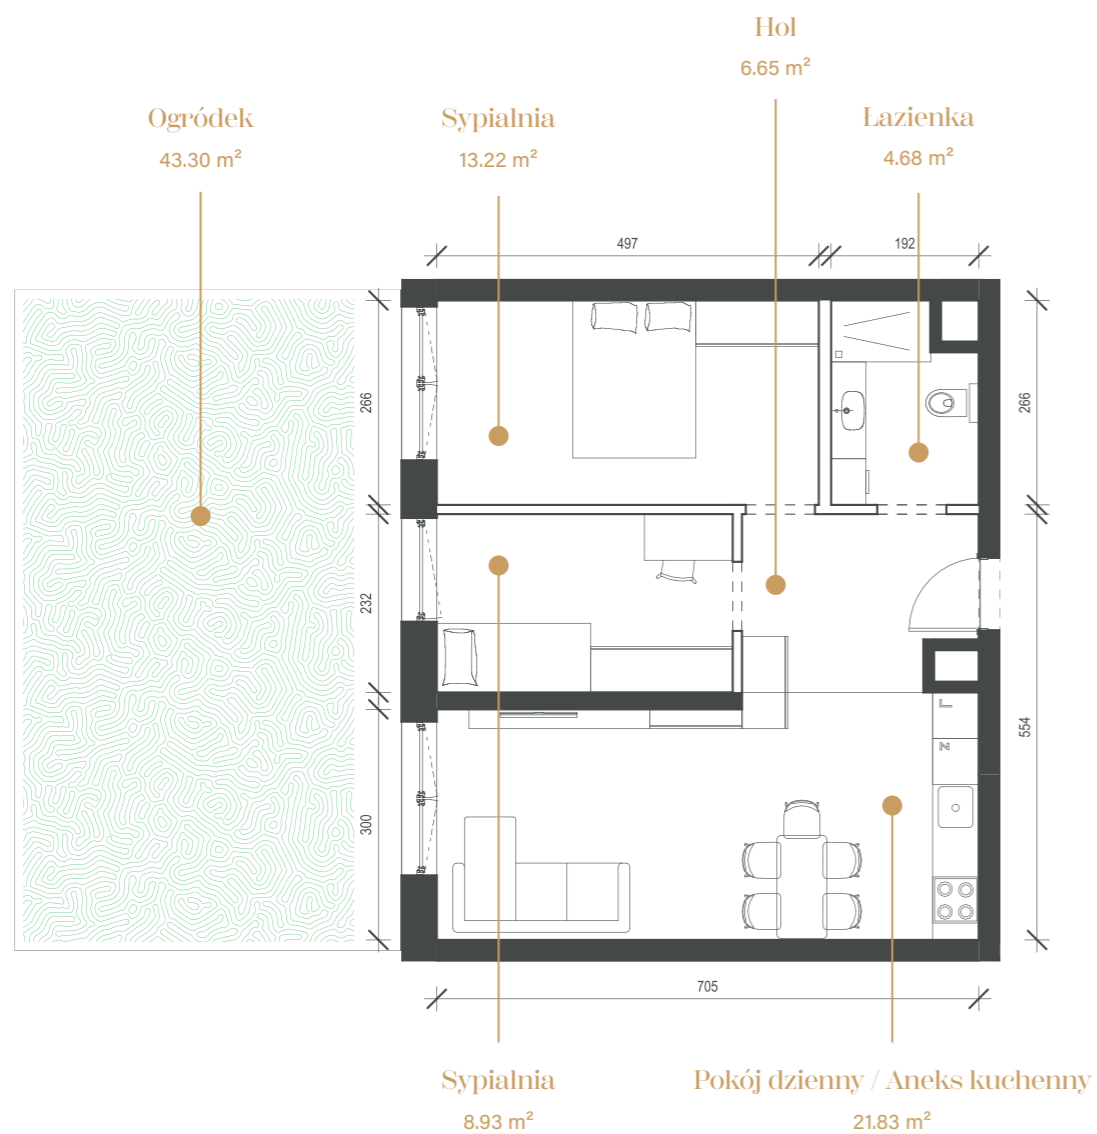 Hol
6.65 m²
Ogródek
43.30 m²
Sypialnia
13.22 m²
Łazienka
4.68 m²
497
192
266
266
232
554
300
L
Z
705
Sypialnia
8.93 m²
Pokój dzienny / Aneks kuchenny
21.83 m²